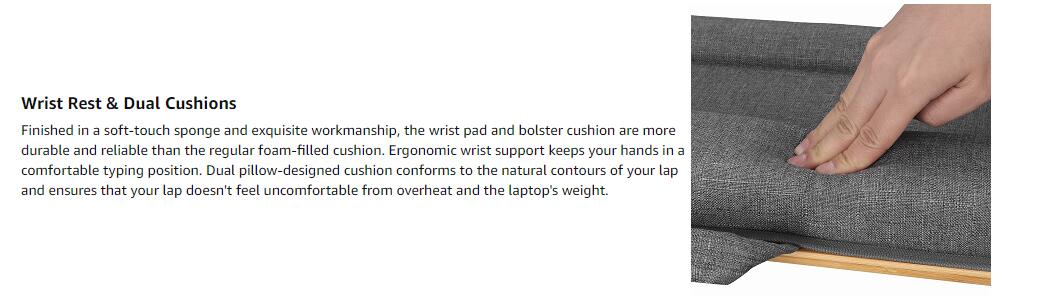 Wrist Rest & Dual Cushions
Finished in a soft-touch sponge and exquisite workmanship, the wrist pad and bolster cushion are more
durable and reliable than the regular foam-filled cushion. Ergonomic wrist support keeps your hands in a
comfortable typing position. Dual pillow-designed cushion conforms to the natural contours of your lap
and ensures that your lap doesn't feel uncomfortable from overheat and the laptop's weight.